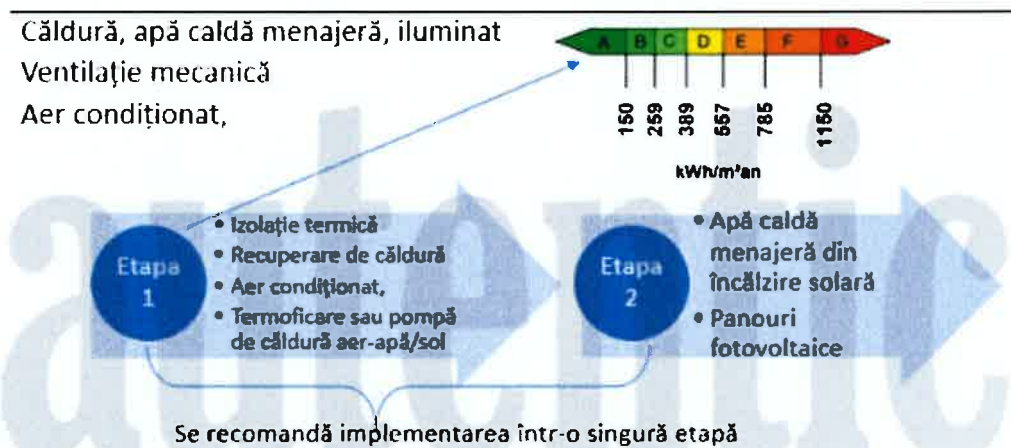 Căldură, apă caldă menajeră, iluminat
Ventilație mecanică
Aer condiționat,
A B C D E F G
150 259 389 557 785 1150
kWh/m²an
Etapa
1
• Izolație termică
• Recuperare de căldură
• Aer condiționat,
• Termoficare sau pompă
de căldură aer-apă/sol
Etapa
2
• Apă caldă
menajeră din
încălzire solară
• Panouri
fotovoltaice
autentic
Se recomandă implementarea într-o singură etapă